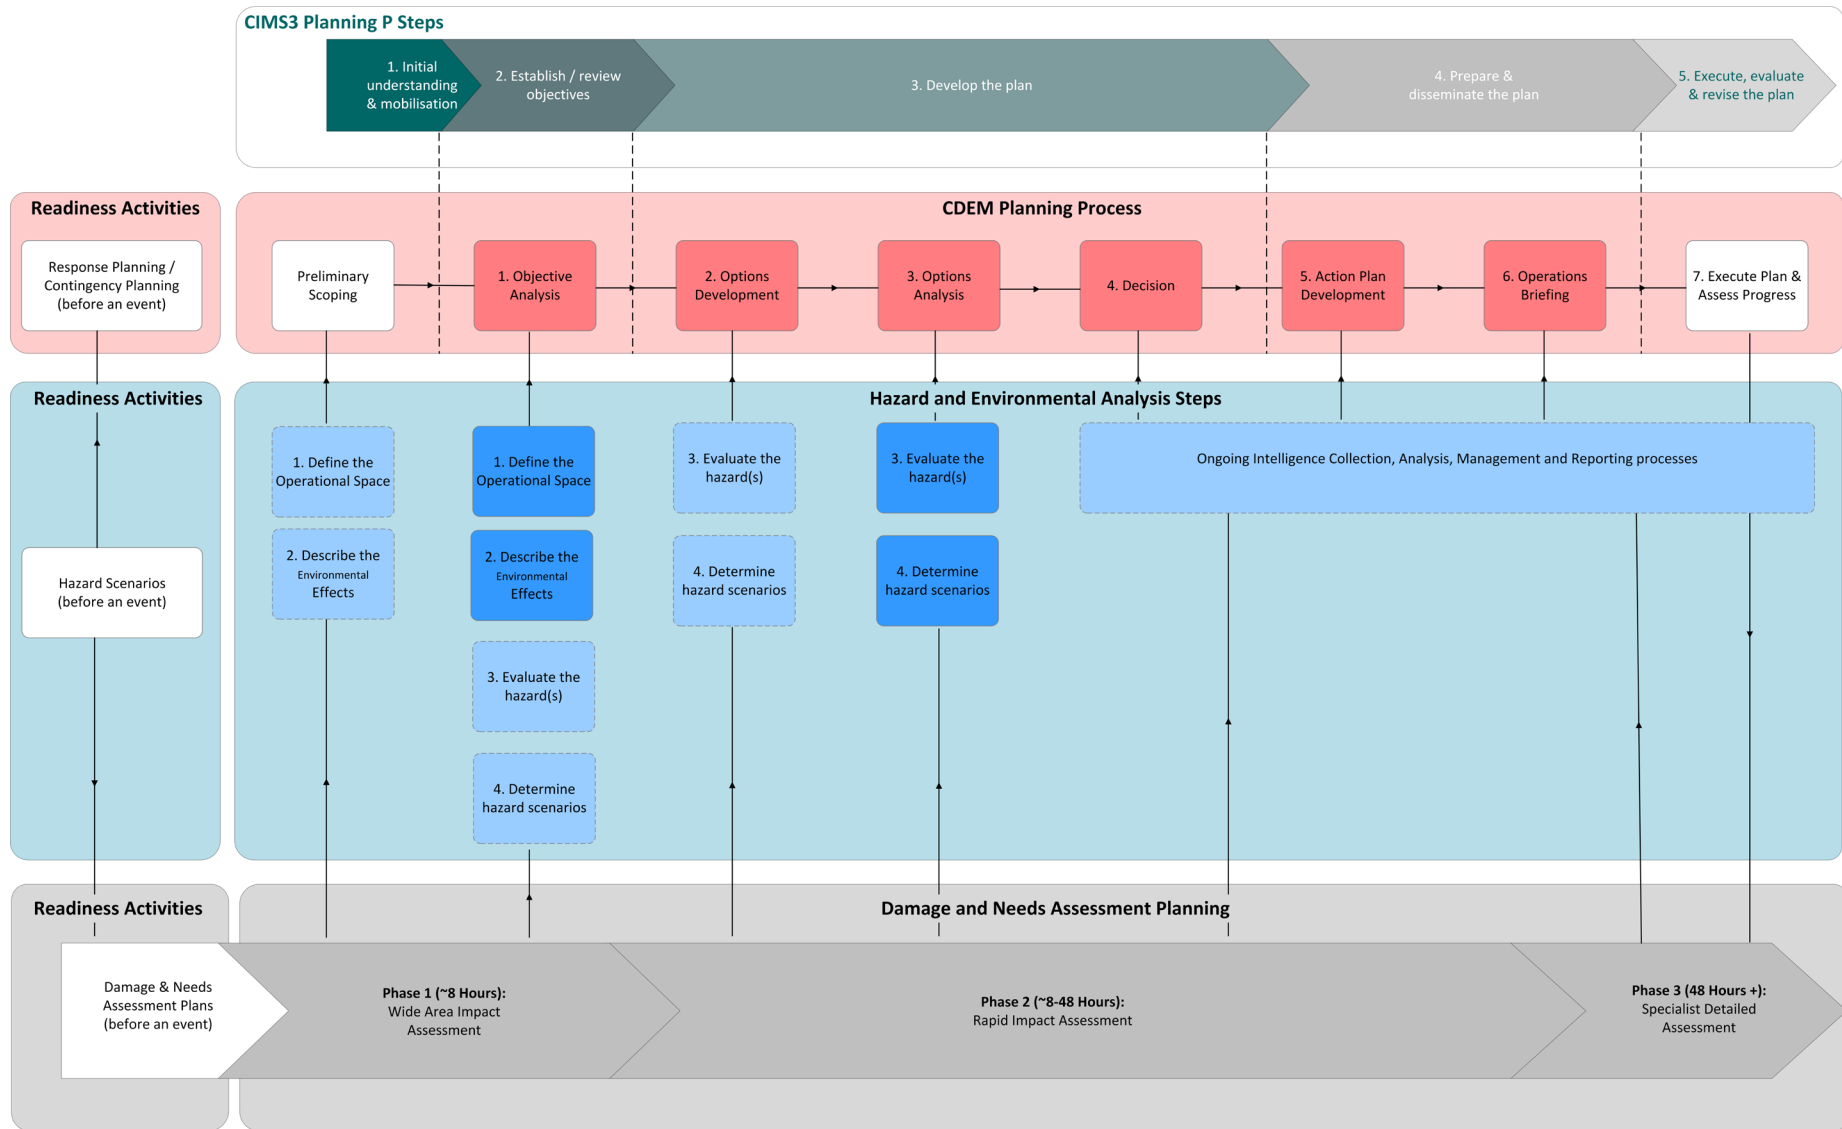 CIMS3 Planning P Steps
1. Initial
understanding
& mobilisation
2. Establish / review
objectives
3. Develop the plan
4. Prepare &
disseminate the plan
5. Execute, evaluate
& revise the plan
Readiness Activities
Response Planning /
Contingency Planning
(before an event)
CDEM Planning Process
Preliminary
Scoping
1. Objective
Analysis
2. Options
Development
3. Options
Analysis
4. Decision
5. Action Plan
Development
6. Operations
Briefing
7. Execute Plan &
Assess Progress
Readiness Activities
Hazard Scenarios
(before an event)
Hazard and Environmental Analysis Steps
1. Define the
Operational Space
2. Describe the
Environmental
Effects
1. Define the
Operational Space
2. Describe the
Environmental
Effects
3. Evaluate the
hazard(s)
4. Determine
hazard scenarios
3. Evaluate the
hazard(s)
4. Determine
hazard scenarios
3. Evaluate the
hazard(s)
4. Determine
hazard scenarios
Ongoing Intelligence Collection, Analysis, Management and Reporting processes
Readiness Activities
Damage & Needs
Assessment Plans
(before an event)
Damage and Needs Assessment Planning
Phase 1 (~8 Hours):
Wide Area Impact
Assessment
Phase 2 (~8-48 Hours):
Rapid Impact Assessment
Phase 3 (48 Hours +):
Specialist Detailed
Assessment